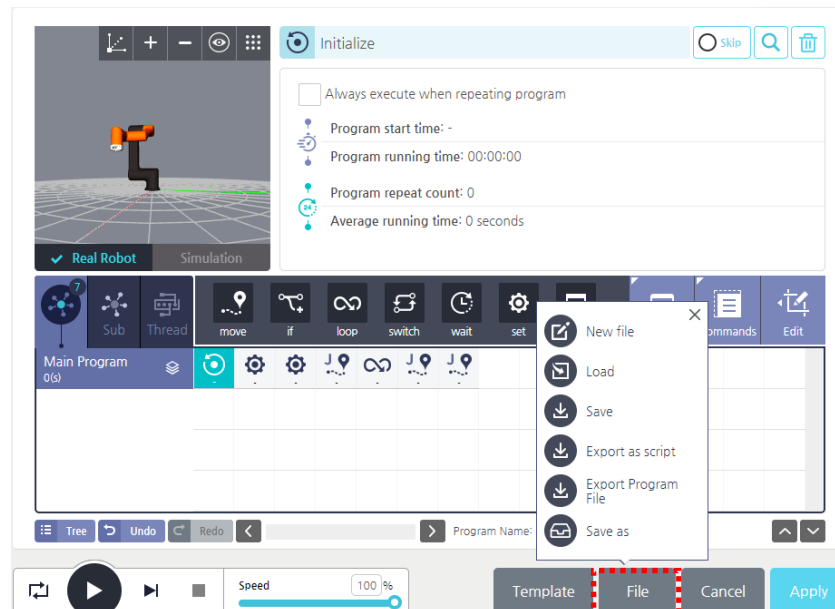 Initialize
Skip
Always execute when repeating program
Program start time: -
Program running time: 00:00:00
24
Program repeat count: 0
Average running time: 0 seconds
Real Robot
Simulation
7
Sub
Thread
move
if
loop
switch
wait
set
Edit
Main Program
0(s)
J
J
J
New file
Load
Save
Export as script
Export Program
File
Save as
Tree
Undo
Redo
Program Name:
Speed
100 %
Template
File
Cancel
Apply